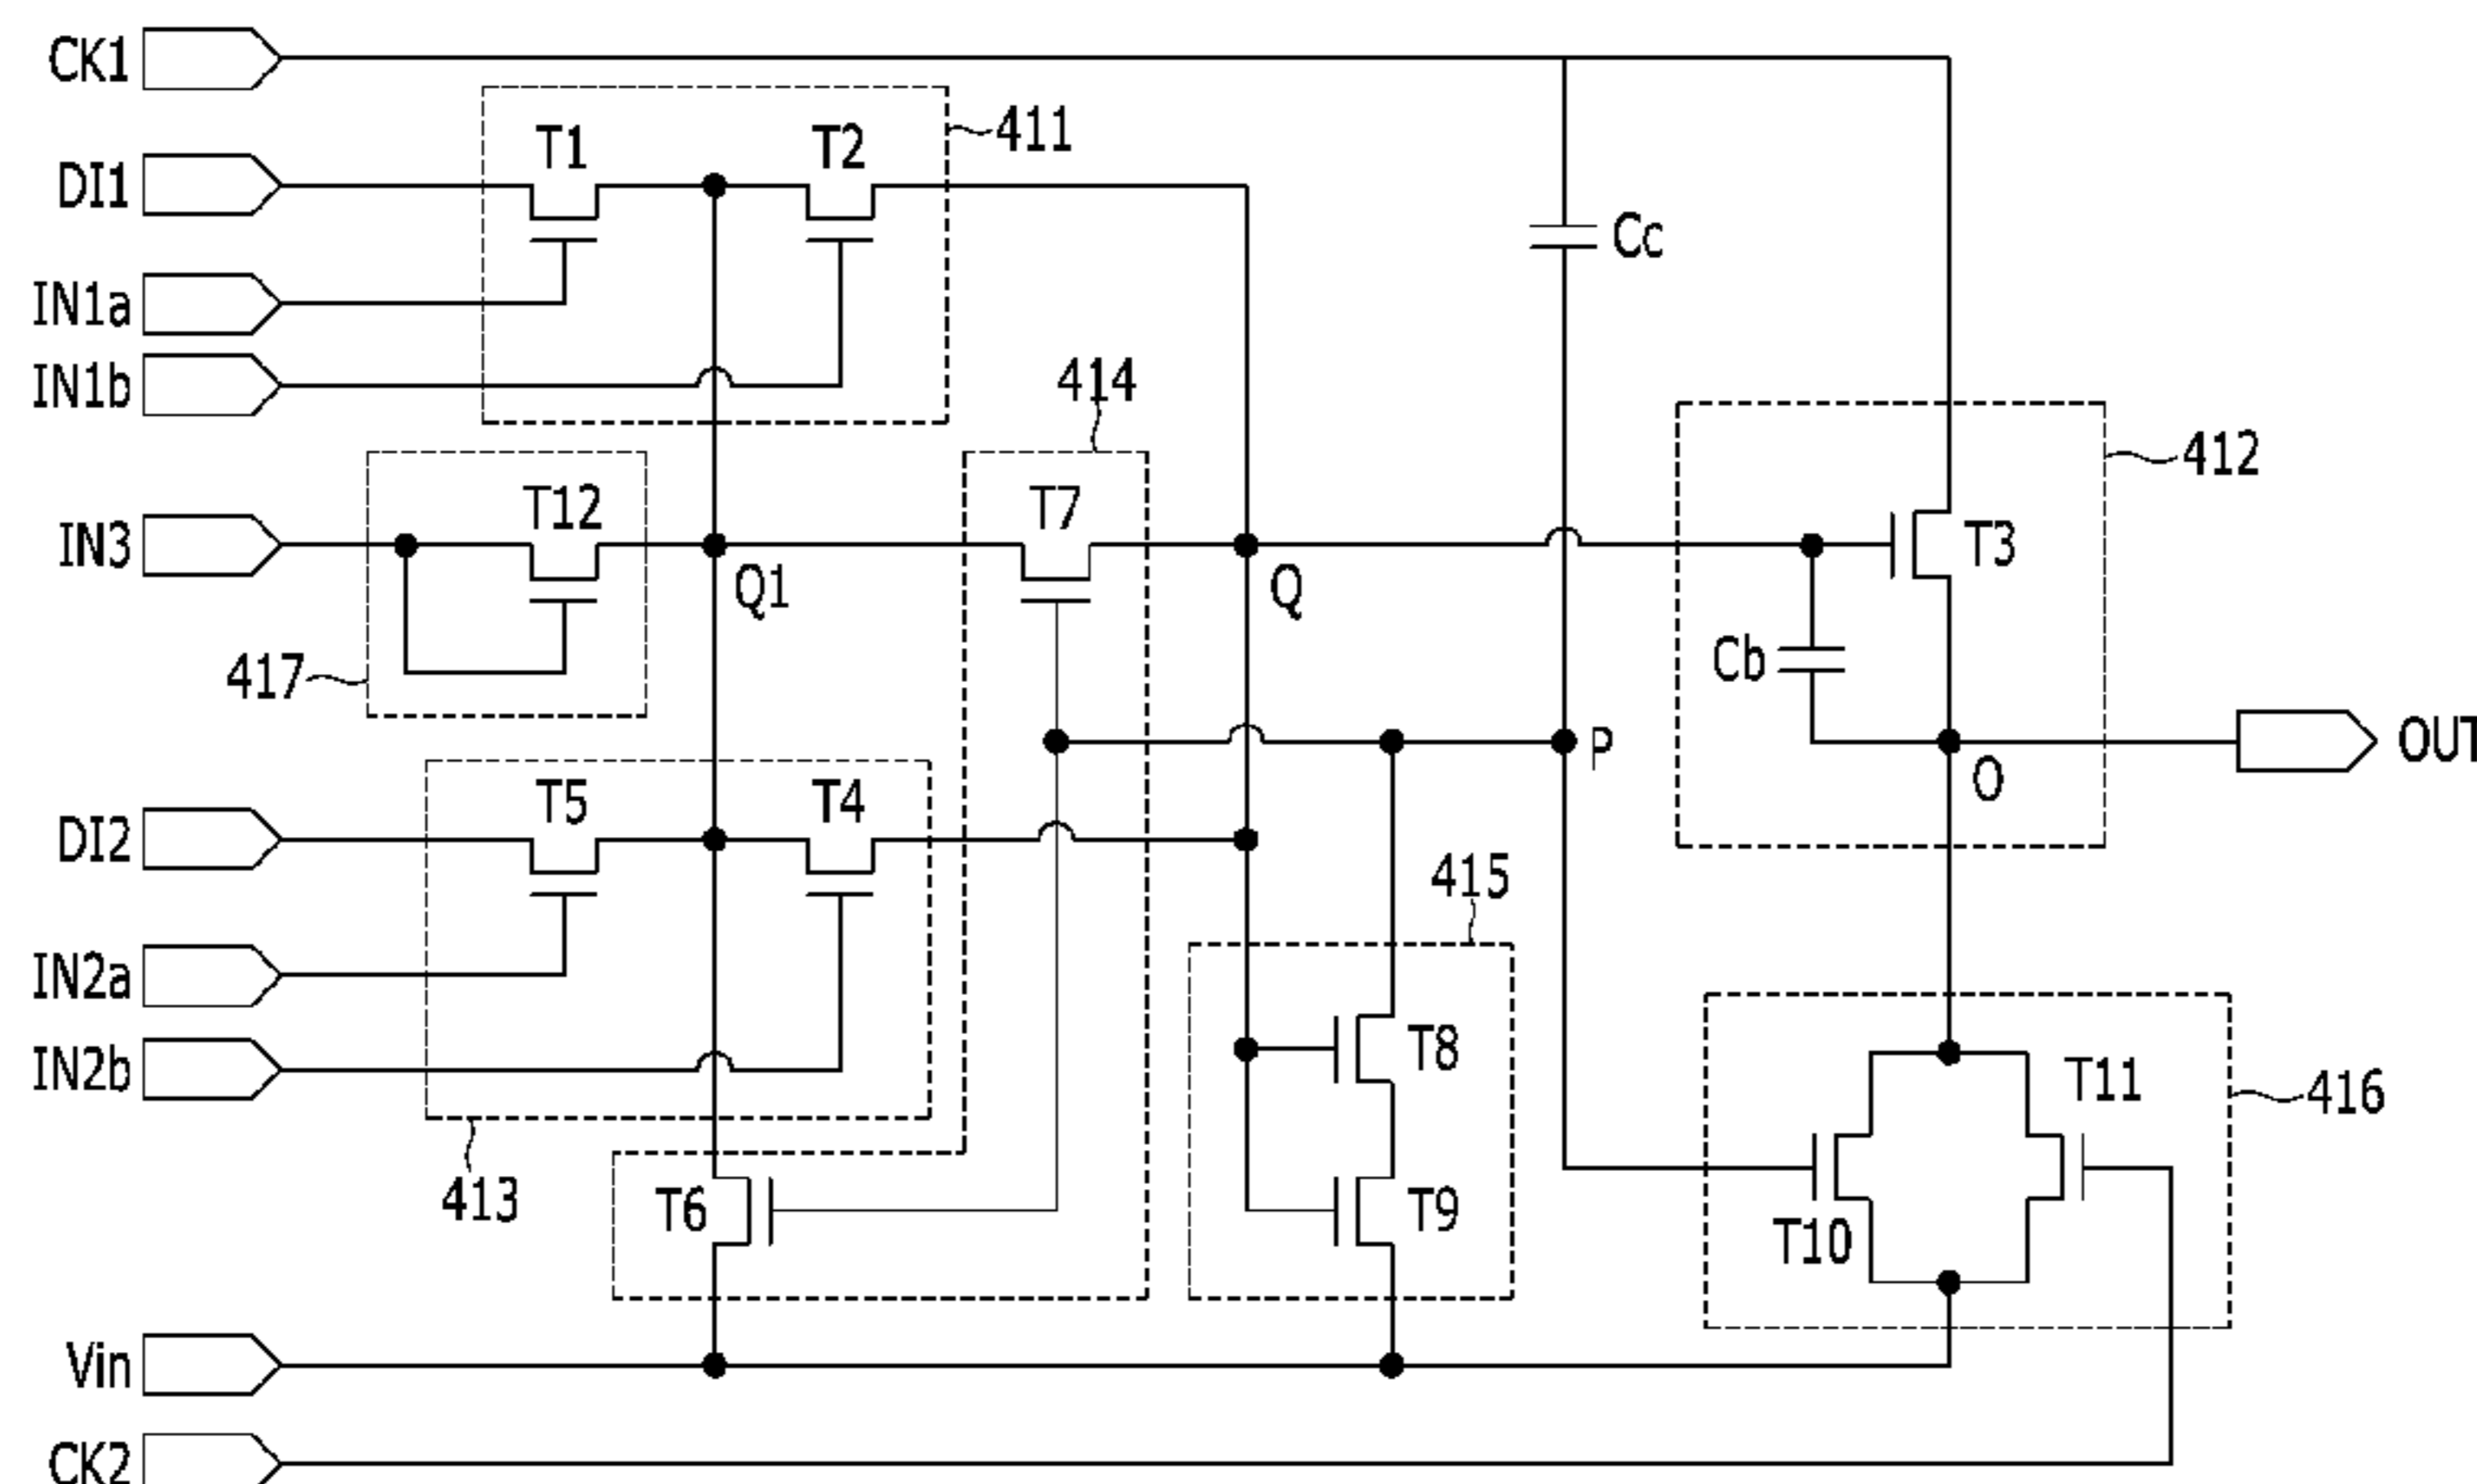 CK1
411
T1
T2
DI1
Cc
IN1a
IN1b
414
412
T12
T7
IN3
T3
Q1
Q
Cb
417
P
OUT
O
T5
T4
DI2
415
IN2a
T8
IN2b
T11
416
413
T6
T9
T10
Vin
CK2